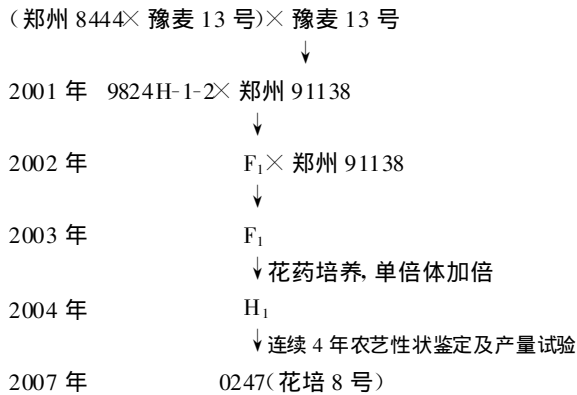 (郑州 8444× 豫麦 13 号)× 豫麦 13 号
↓
2001 年 9824H-1-2× 郑州 91138
↓
2002 年 F₁× 郑州 91138
↓
2003 年 F₁
↓花药培养, 单倍体加倍
2004 年 H₁
↓连续 4 年农艺性状鉴定及产量试验
2007 年 0247(花培 8 号)